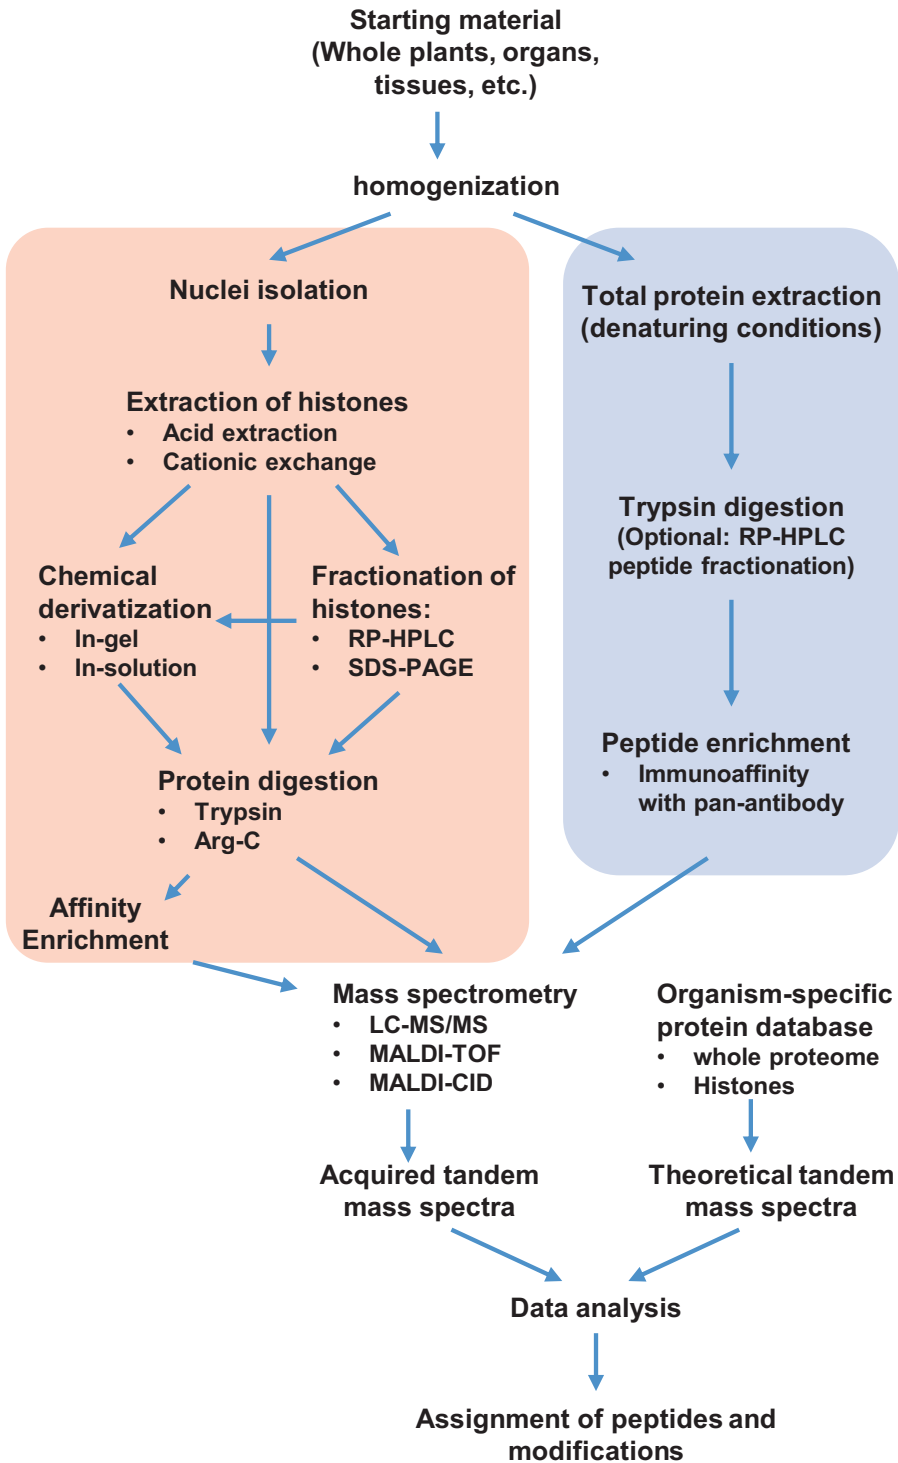 Starting material
(Whole plants, organs,
tissues, etc.)
homogenization
Nuclei isolation
Extraction of histones
• Acid extraction
• Cationic exchange
Chemical
derivatization
• In-gel
• In-solution
Fractionation of
histones:
• RP-HPLC
• SDS-PAGE
Protein digestion
• Trypsin
• Arg-C
Affinity
Enrichment
Total protein extraction
(denaturing conditions)
Trypsin digestion
(Optional: RP-HPLC
peptide fractionation)
Peptide enrichment
• Immunoaffinity
with pan-antibody
Mass spectrometry
• LC-MS/MS
• MALDI-TOF
• MALDI-CID
Organism-specific
protein database
• whole proteome
• Histones
Acquired tandem
mass spectra
Theoretical tandem
mass spectra
Data analysis
Assignment of peptides and
modifications